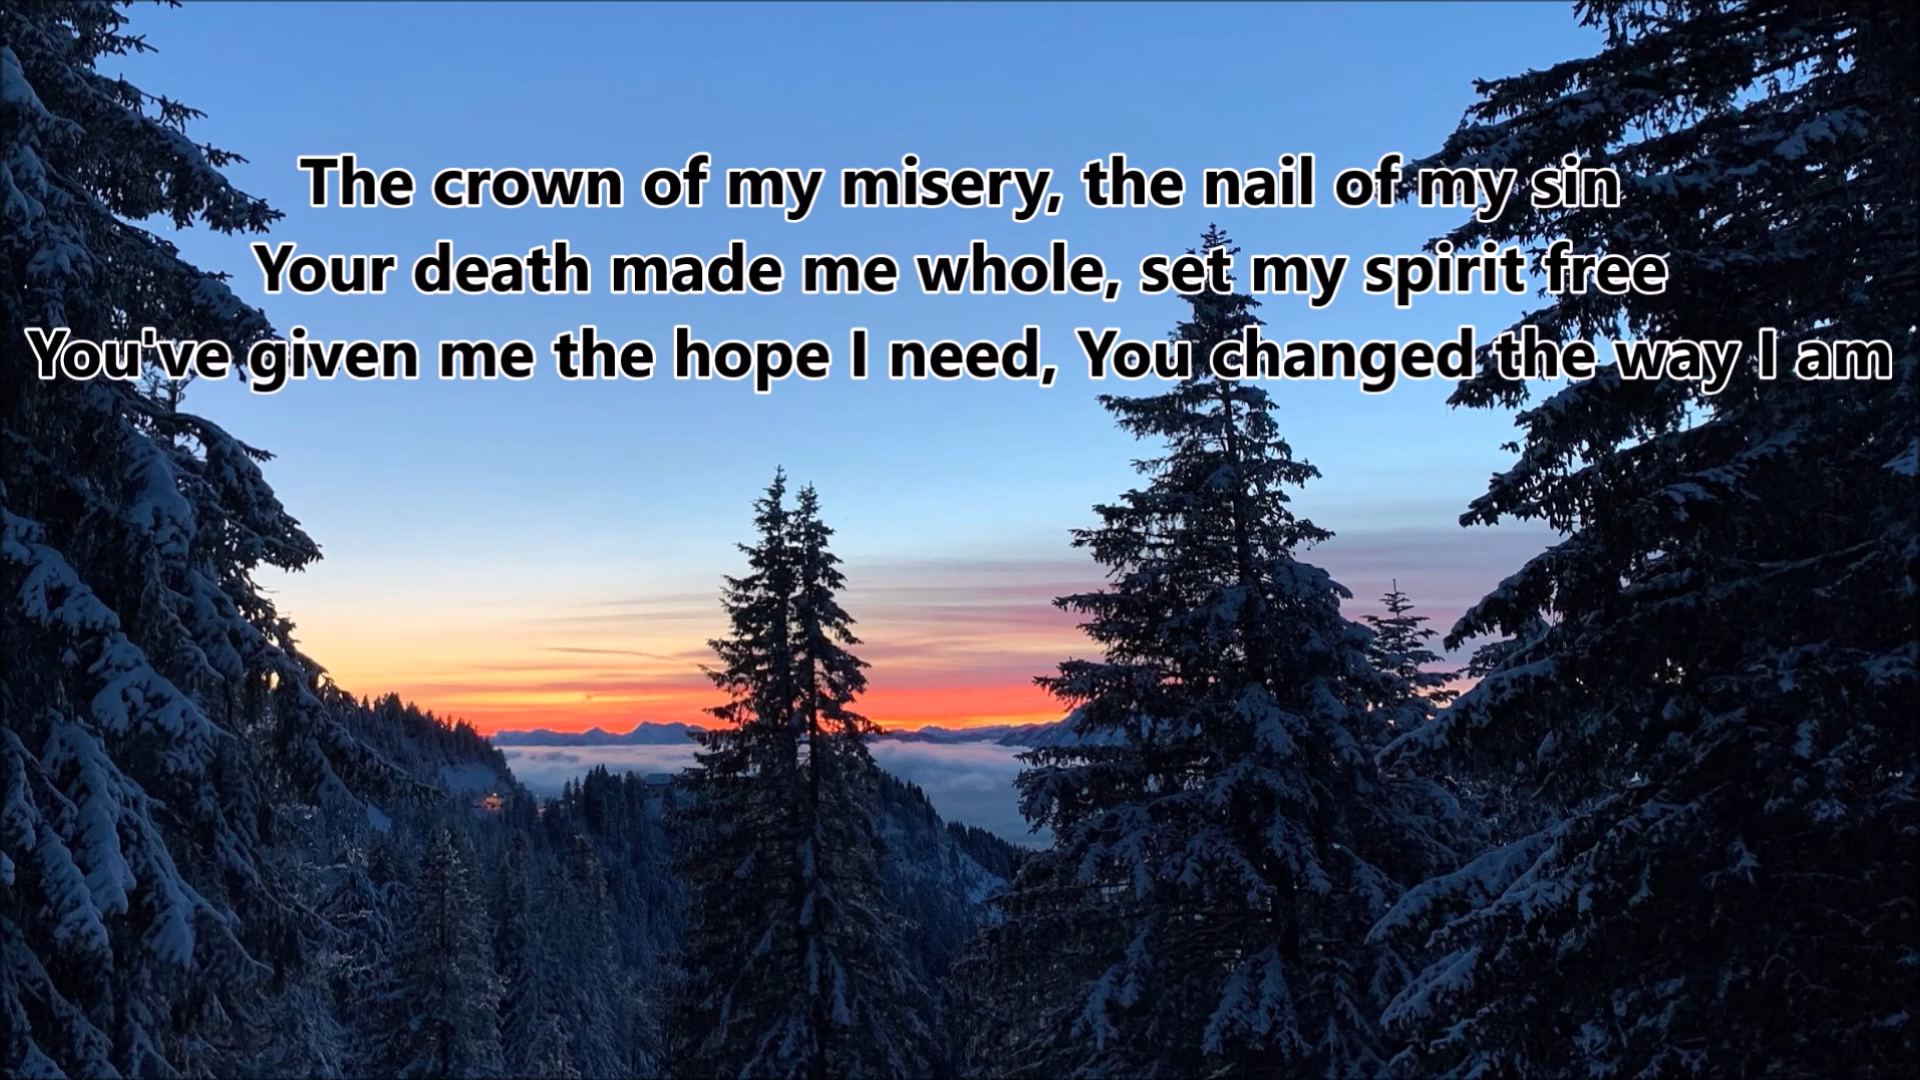 The crown of my misery, the nail of my sin
Your death made me whole, set my spirit free
You've given me the hope I need, You changed the way I am